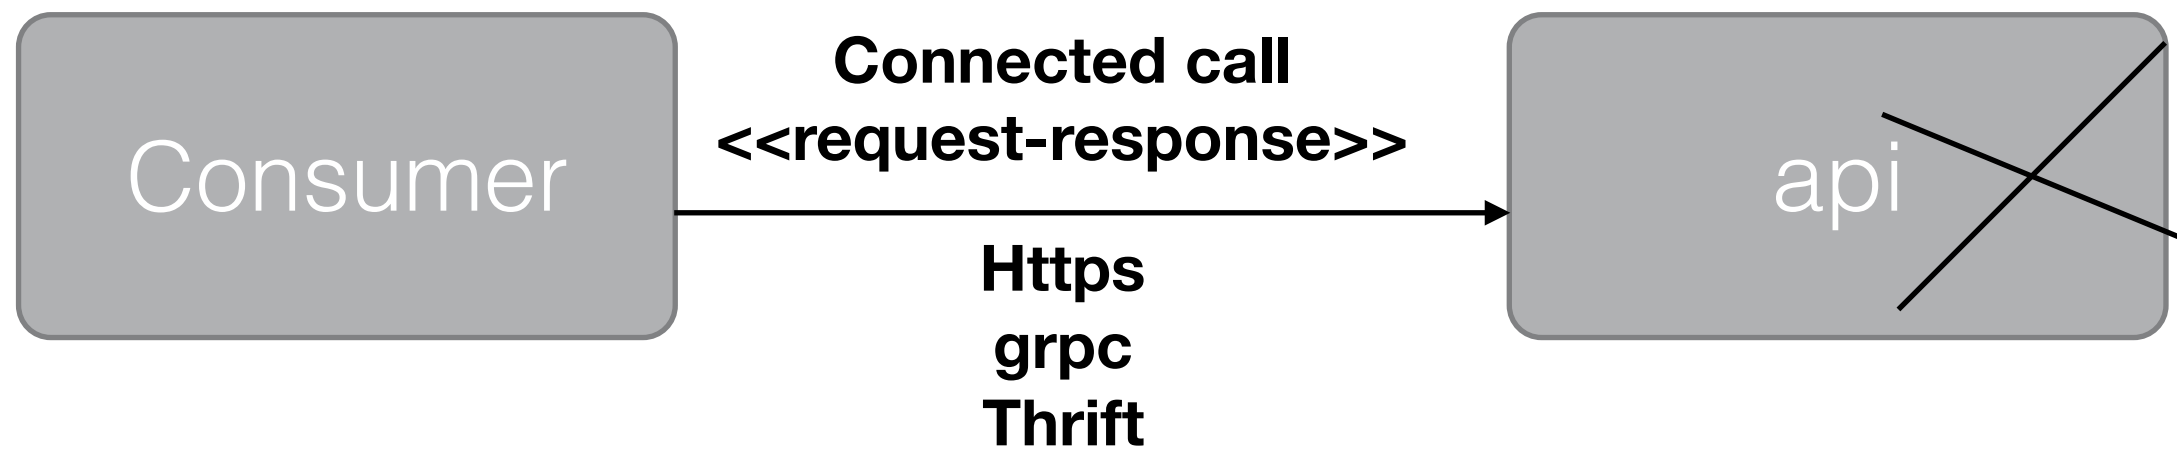 Consumer
Connected call
<<request-response>>
Https
grpc
Thrift
api